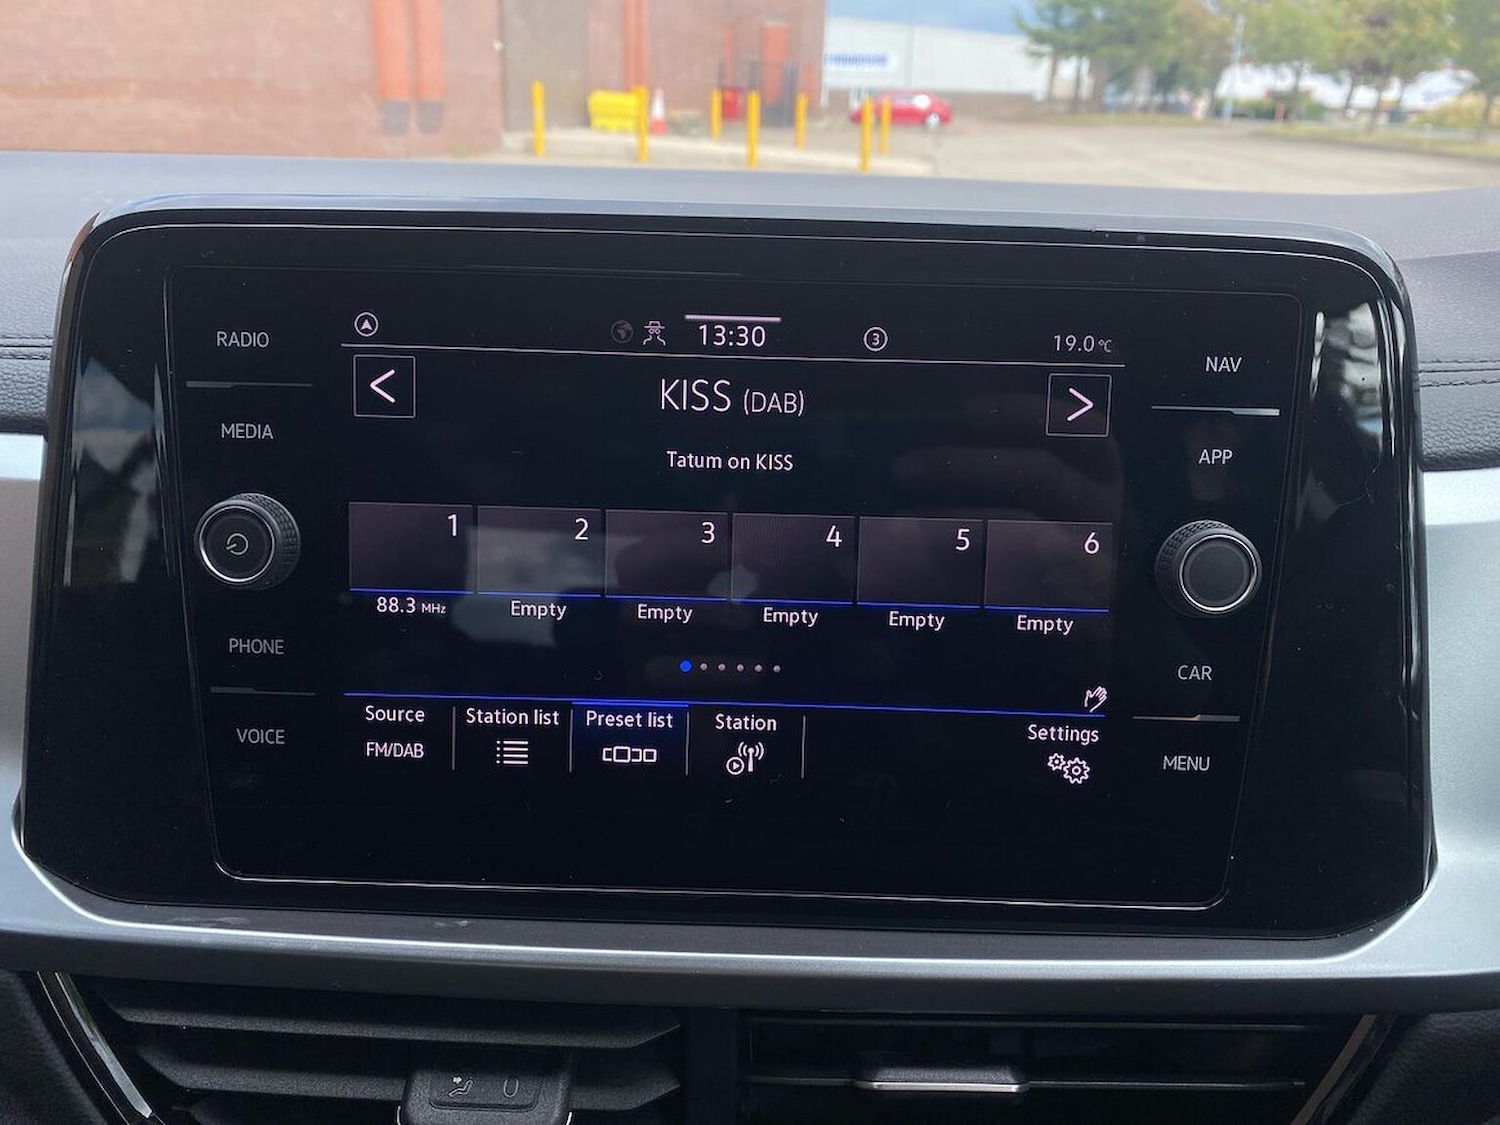 RADIO
MEDIA
PHONE
VOICE
13:30
3
19.0°C
<
KISS (DAB)
>
Tatum on KISS
1
2
3
4
5
6
88.3 MHz
Empty
Empty
Empty
Empty
Empty
Source
FM/DAB
Station list
Preset list
Station
Settings
NAV
APP
CAR
MENU
0